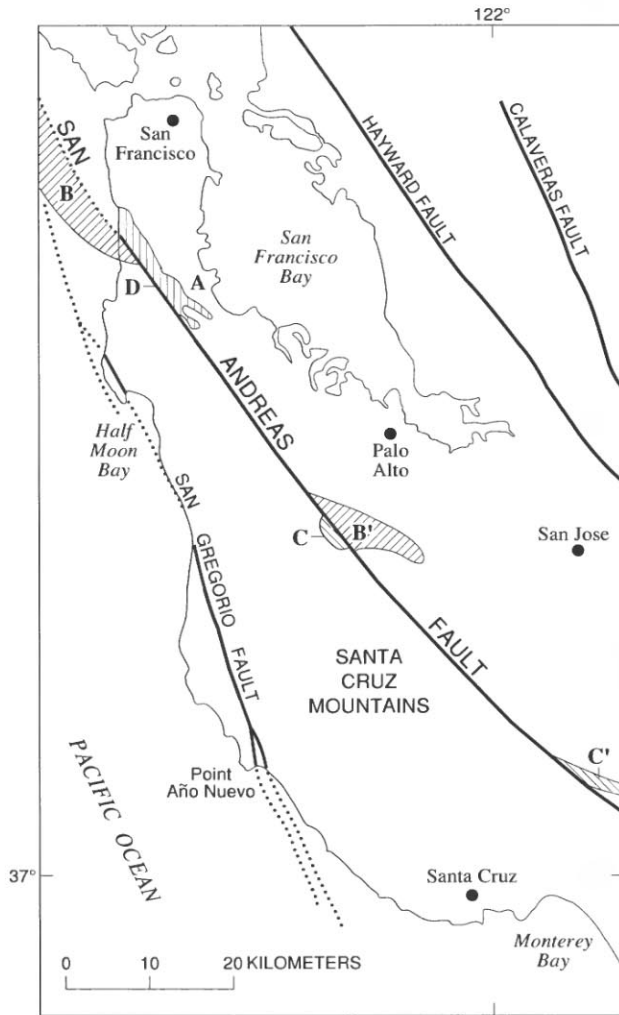 122°
SAN
San
Francisco
HAYWARD FAULT
CALAVERAS FAULT
B
San
Francisco
Bay
D
A
ANDREAS
Half
Moon
Bay
Palo
Alto
SAN
GREGORIO
FAULT
C
B'
San Jose
FAULT
SANTA
CRUZ
MOUNTAINS
C'
PACIFIC OCEAN
Point
Año Nuevo
37°
Santa Cruz
Monterey
Bay
0 10 20 KILOMETERS